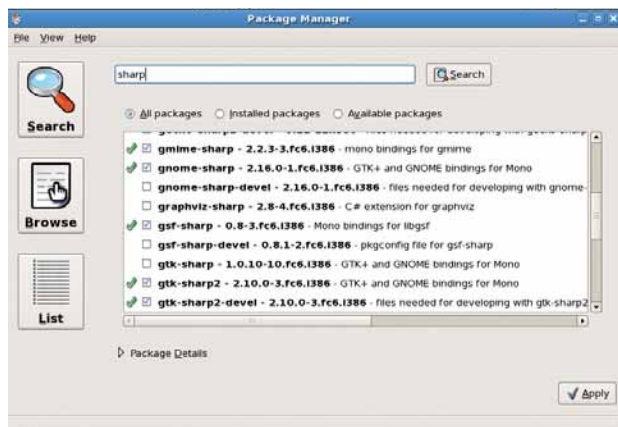 Package Manager
File View Help
sharp
Search
All packages Installed packages Available packages
gmime-sharp - 2.2.3-3.fc6.i386 - mono bindings for gmime
gnome-sharp - 2.16.0-1.fc6.i386 - GTK+ and GNOME bindings for Mono
gnome-sharp-devel - 2.16.0-1.fc6.i386 - files needed for developing with gnome-
graphviz-sharp - 2.8-4.fc6.i386 - C# extension for graphviz
gsf-sharp - 0.8-3.fc6.i386 - Mono bindings for libgsf
gsf-sharp-devel - 0.8.1-2.fc6.i386 - pkgconfig file for gsf-sharp
gtk-sharp - 1.0.10-10.fc6.i386 - GTK+ and GNOME bindings for Mono
gtk-sharp2 - 2.10.0-3.fc6.i386 - GTK+ and GNOME bindings for Mono
gtk-sharp2-devel - 2.10.0-3.fc6.i386 - files needed for developing with gtk-sharp2
Search
Browse
List
Package Details
Apply